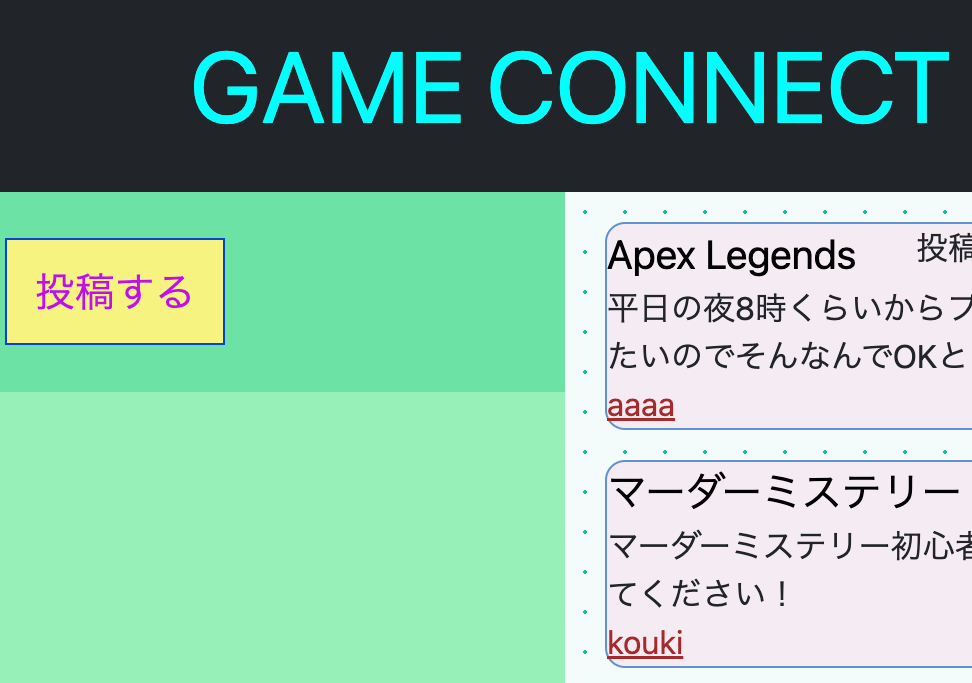 GAME CONNECT
投稿する
Apex Legends 投稿
平日の夜8時くらいからプ
たいのでそんなんでOKと
aaaa
マーダーミステリー
マーダーミステリー初心者
てください！
kouki